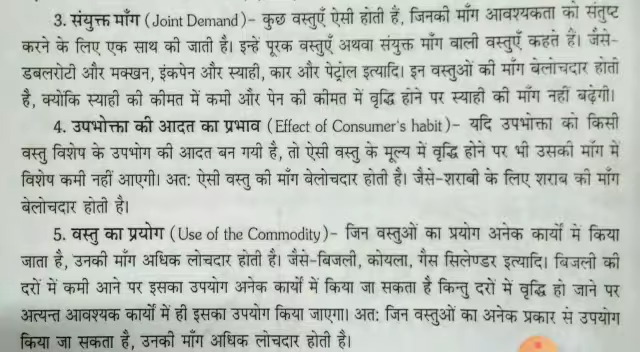 3. संयुक्त माँग (Joint Demand)- कुछ वस्तुएँ ऐसी होती हैं, जिनकी माँग आवश्यकता को संतुष्ट
करने के लिए एक साथ की जाती है। इन्हें पूरक वस्तुएँ अथवा संयुक्त माँग वाली वस्तुएँ कहते हैं। जैसे-
डबलरोटी और मक्खन, इंकपेन और स्याही, कार और पेट्रोल इत्यादि। इन वस्तुओं की माँग बेलोचदार होती
है, क्योंकि स्याही की कीमत में कमी और पेन की कीमत में वृद्धि होने पर स्याही की माँग नहीं बढ़ेगी।
4. उपभोक्ता की आदत का प्रभाव (Effect of Consumer's habit)- यदि उपभोक्ता को किसी
वस्तु विशेष के उपभोग की आदत बन गयी है, तो ऐसी वस्तु के मूल्य में वृद्धि होने पर भी उसकी माँग में
विशेष कमी नहीं आएगी। अत: ऐसी वस्तु की माँग बेलोचदार होती है। जैसे-शराबी के लिए शराब की माँग
बेलोचदार होती है।
5. वस्तु का प्रयोग (Use of the Commodity)- जिन वस्तुओं का प्रयोग अनेक कार्यों में किया
जाता है, उनकी माँग अधिक लोचदार होती है। जैसे-बिजली, कोयला, गैस सिलेण्डर इत्यादि। बिजली की
दरों में कमी आने पर इसका उपयोग अनेक कार्यों में किया जा सकता है किन्तु दरों में वृद्धि हो जाने पर
अत्यन्त आवश्यक कार्यों में ही इसका उपयोग किया जाएगा। अत: जिन वस्तुओं का अनेक प्रकार से उपयोग
किया जा सकता है, उनकी माँग अधिक लोचदार होती है।